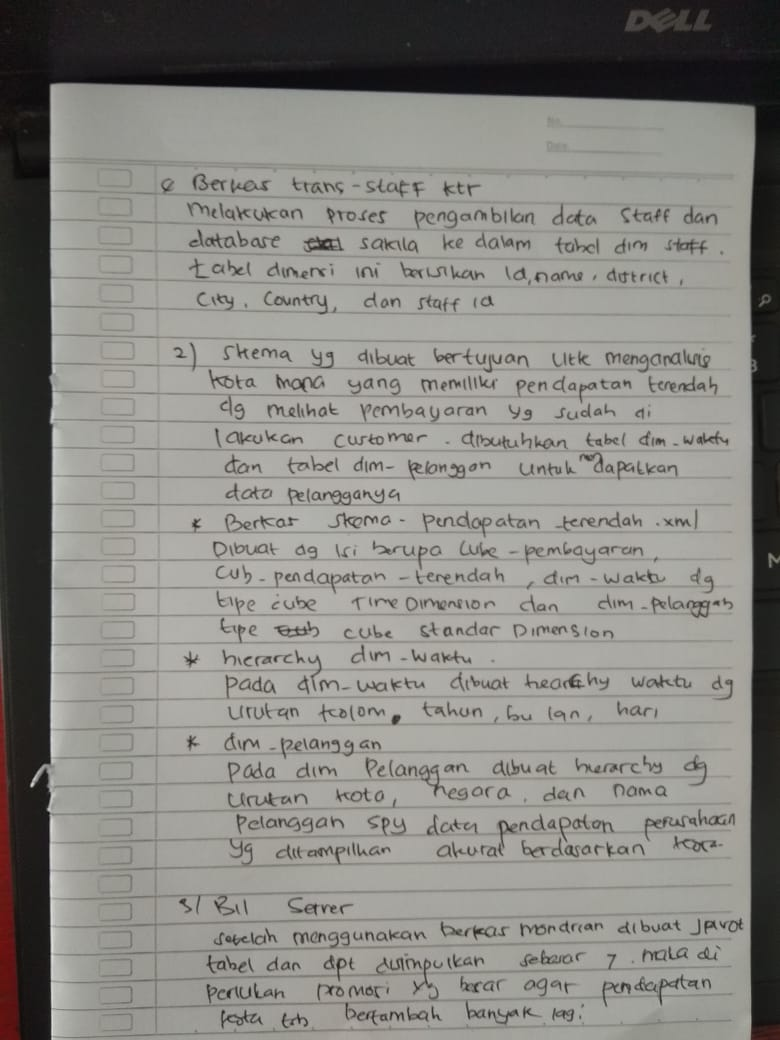 DELL
No.
Date
Berkas trans-staff ktr
melakukan proses pengambilan data staff dan
database sakila ke dalam tabel dim staff.
tabel dimensi ini berisikan Id, name, district,
City, Country, dan staff id
2) Skema yg dibuat bertujuan utk menganalisis
kota mana yang memiliki pendapatan terendah
dg melihat pembayaran yg sudah di
lakukan customer. dibutuhkan tabel dim-waktu
dan tabel dim-pelanggan untuk mendapatkan
data pelangganya
* Berkas skema-pendapatan terendah.xml
Dibuat dg isi berupa cube-pembayaran,
cub-pendapatan-terendah, dim-waktu dg
tipe cube Time DIMENSION dan dim-pelanggan
tipe cube standar DIMENSION
* hierarchy dim-waktu.
pada dim-waktu dibuat hearchy waktu dg
urutan kolom, tahun, bulan, hari
* dim-pelanggan
Pada dim Pelanggan dibuat hierarchy dg
urutan kota, negara, dan nama
pelanggan spy data pendapatan perusahaan
yg ditampilkan akurat berdasarkan kota
3/ BII Server
setelah menggunakan berkas mondrian dibuat Jpivot
tabel dan dpt disimpulkan sebesar 7. maka di
perlukan promosi yg besar agar pendapatan
kota tsb bertambah banyak lagi